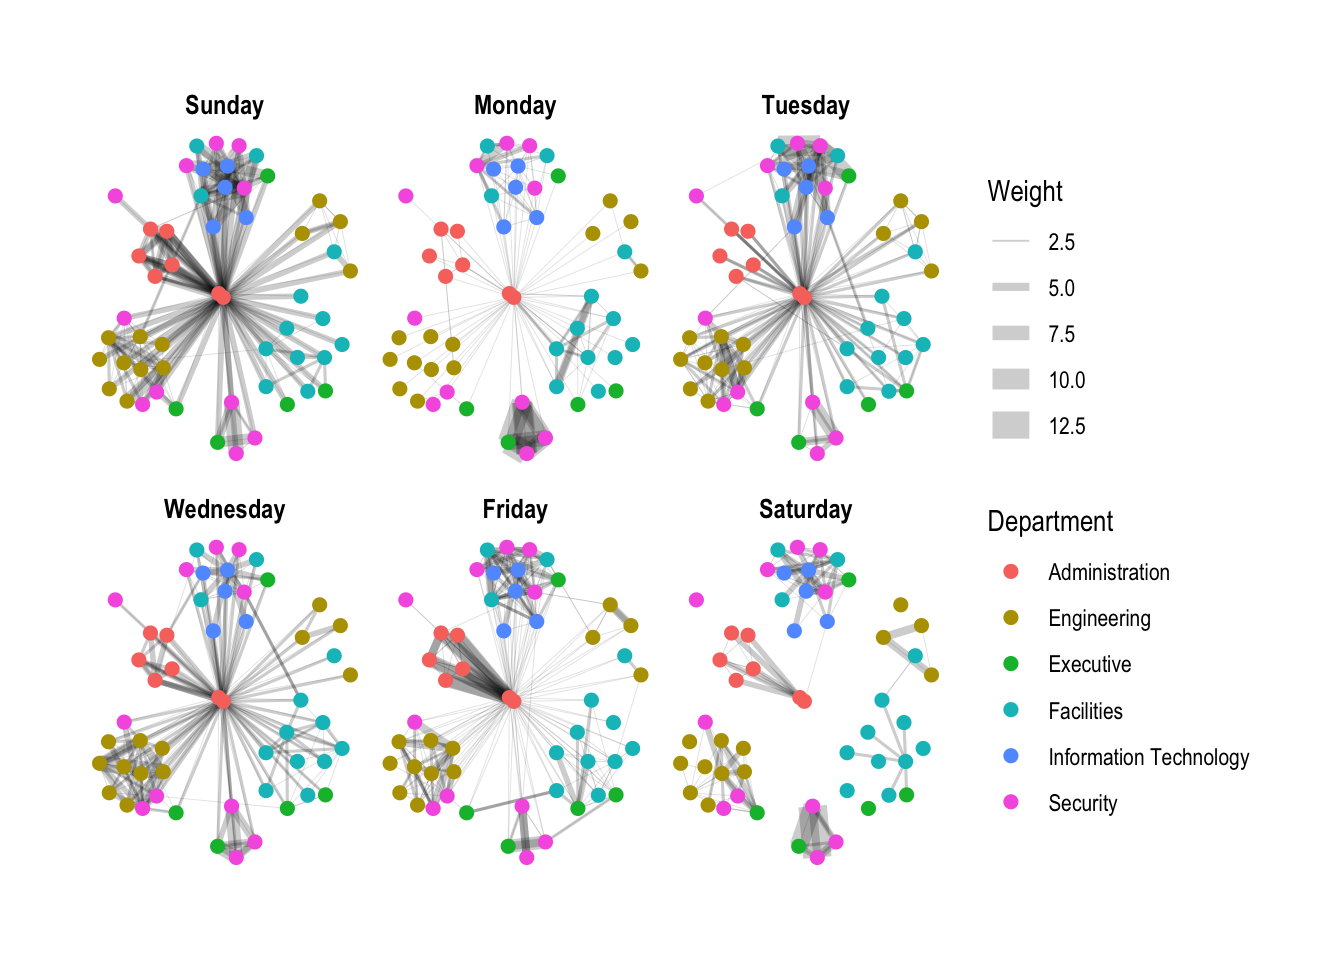 Sunday
Monday
Tuesday
Wednesday
Friday
Saturday
Weight
2.5
5.0
7.5
10.0
12.5
Department
Administration
Engineering
Executive
Facilities
Information Technology
Security